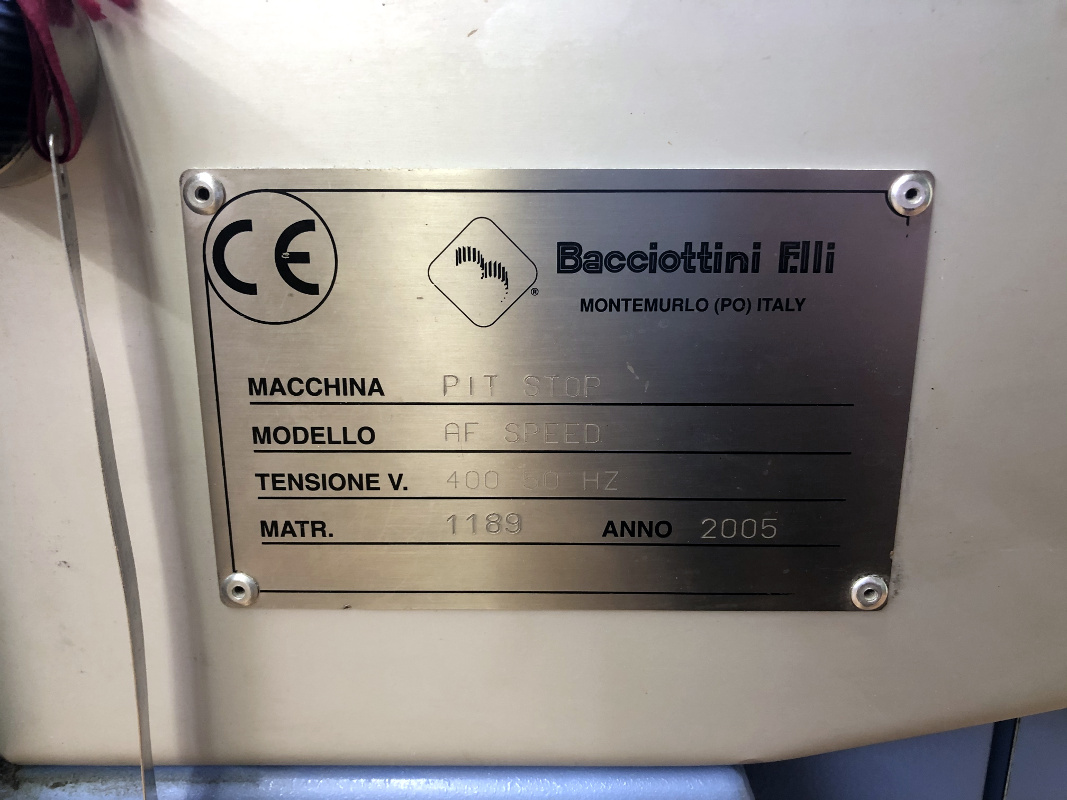 CE
Bacciottini F.lli
®
MONTEMURLO (PO) ITALY
MACCHINA PIT STOP
MODELLO AF SPEED
TENSIONE V. 400 50 HZ
MATR. 1189 ANNO 2005